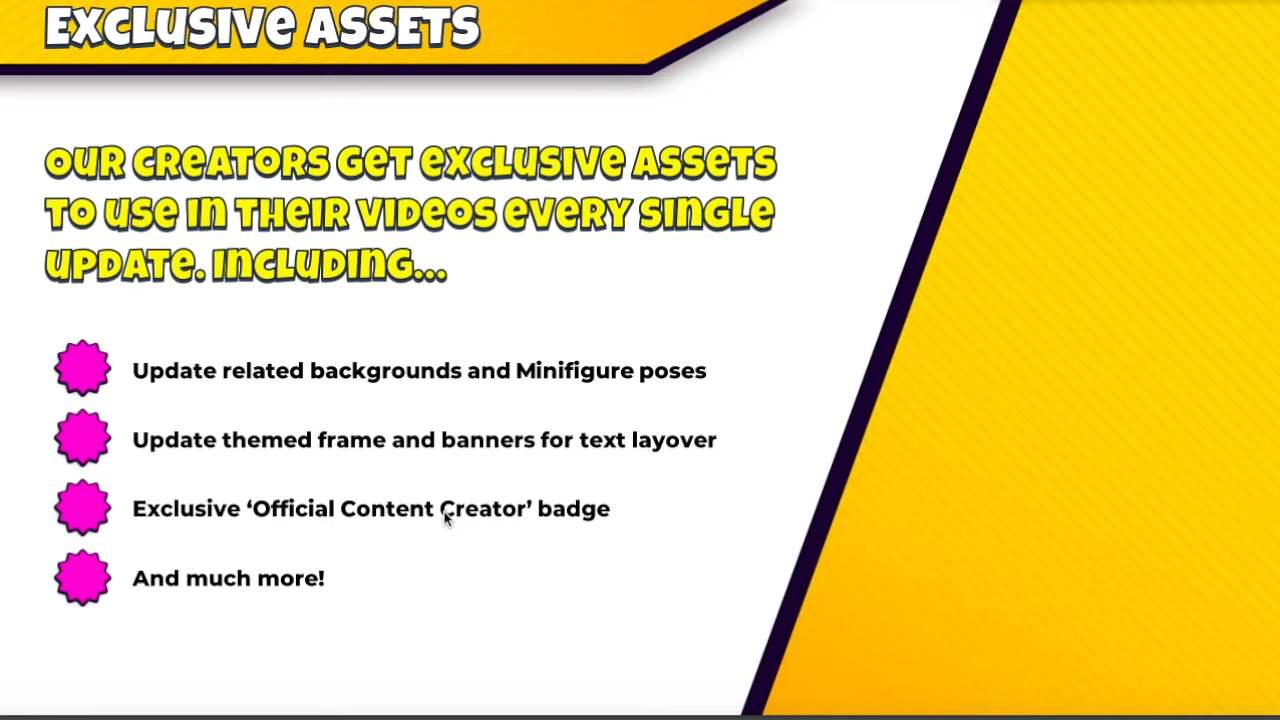 EXCLUSIVE ASSETS
OUR CREATORS GET EXCLUSIVE ASSETS
TO USE IN THEIR VIDEOS EVERY SINGLE
UPDATE. INCLUDING...
Update related backgrounds and Minifigure poses
Update themed frame and banners for text layover
Exclusive ‘Official Content Creator’ badge
And much more!